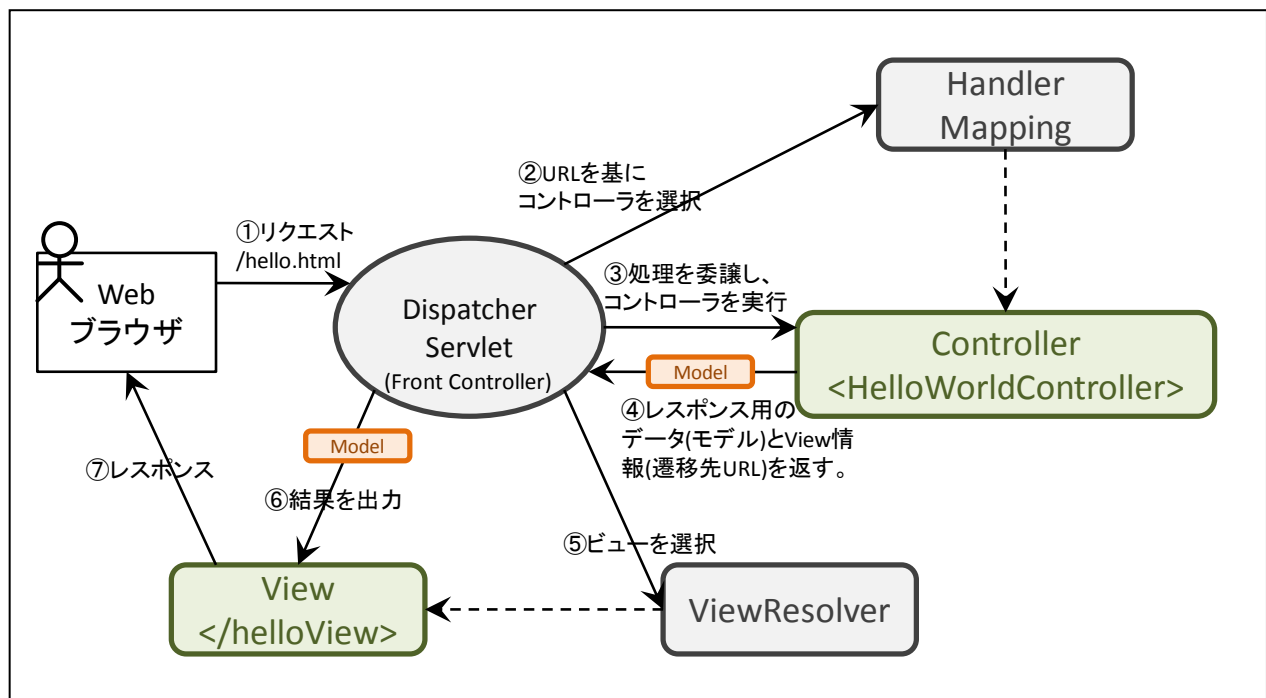 Handler
Mapping
②URLを基に
コントローラを選択
①リクエスト
/hello.html
Web
ブラウザ
Dispatcher
Servlet
(Front Controller)
③処理を委譲し、
コントローラを実行
Controller
<HelloWorldController>
Model
④レスポンス用の
データ(モデル)とView情
報(遷移先URL)を返す。
Model
⑦レスポンス
⑥結果を出力
⑤ビューを選択
View
</helloView>
ViewResolver